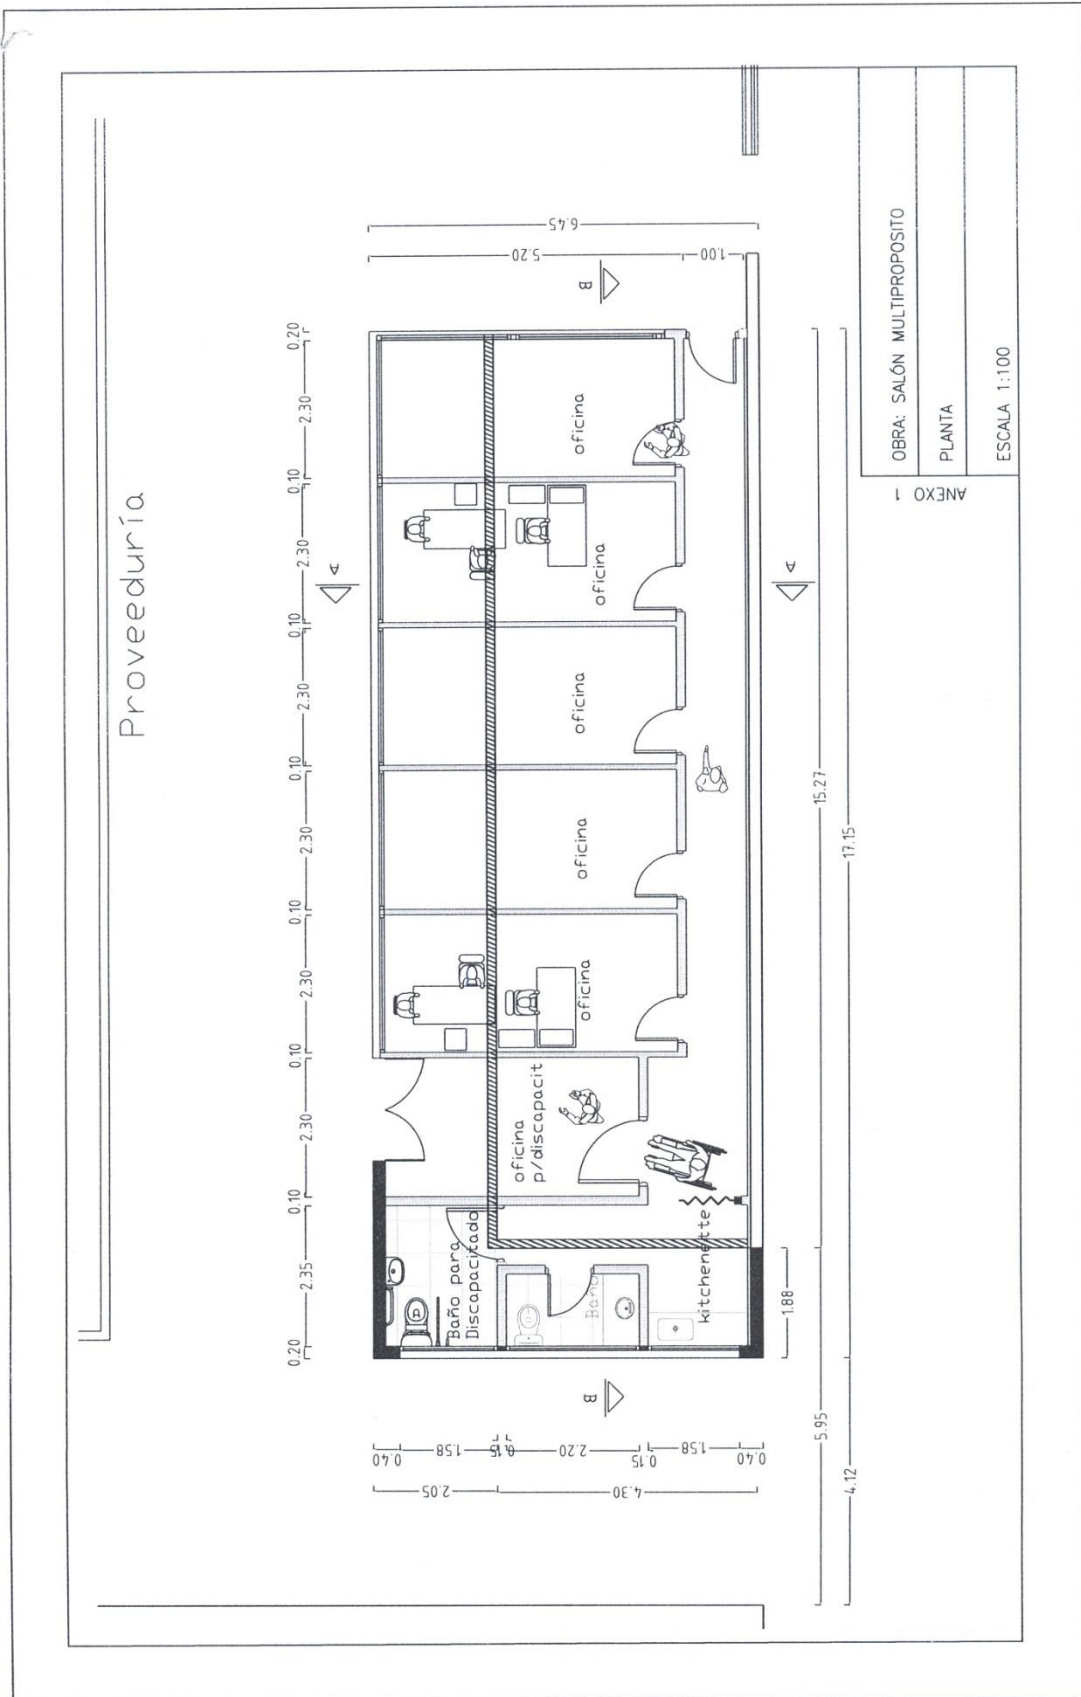 Proveeduría
0.20
2.35
0.10
2.30
0.10
2.30
0.10
2.30
0.10
2.30
0.10
2.30
0.10
2.30
0.20
A
A
B
B
0.40
1.58
0.15
2.20
0.15
1.58
0.40
2.05
4.30
Baño para
Discapacitado
Baño
kitchenette
oficina
p/discapacit
oficina
oficina
oficina
oficina
oficina
5.20
1.00
6.45
1.88
5.95
15.27
4.12
17.15
ANEXO 1
OBRA: SALÓN MULTIPROPOSITO
PLANTA
ESCALA 1:100